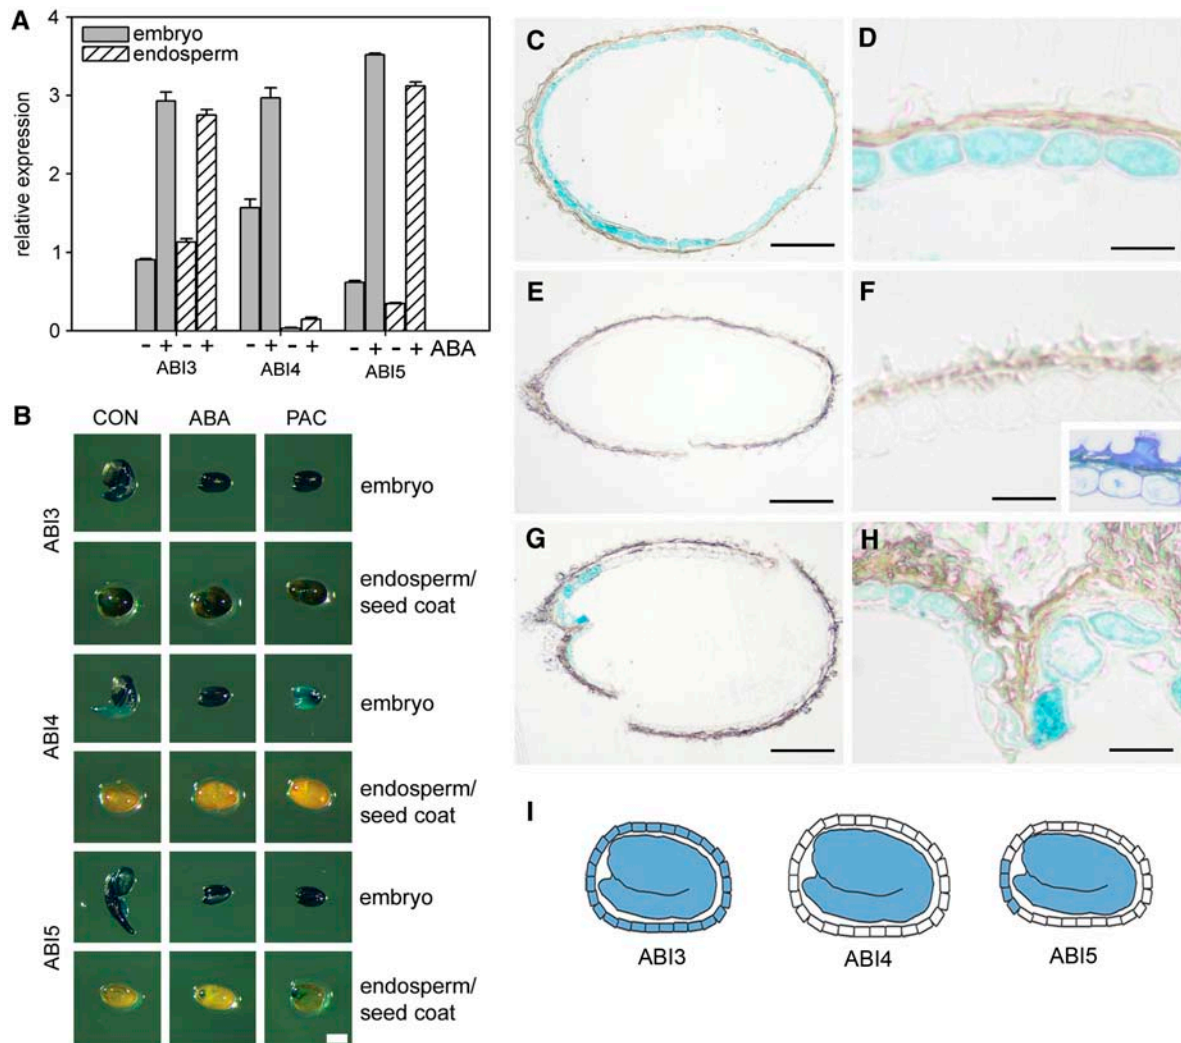 A
4
3
2
1
0
relative expression
embryo
endosperm
- + - + - + - + - + - + ABA
ABI3 ABI4 ABI5
B
CON ABA PAC
ABI3
embryo
endosperm/
seed coat
ABI4
embryo
endosperm/
seed coat
ABI5
embryo
endosperm/
seed coat
C
D
E
F
G
H
I
ABI3 ABI4 ABI5